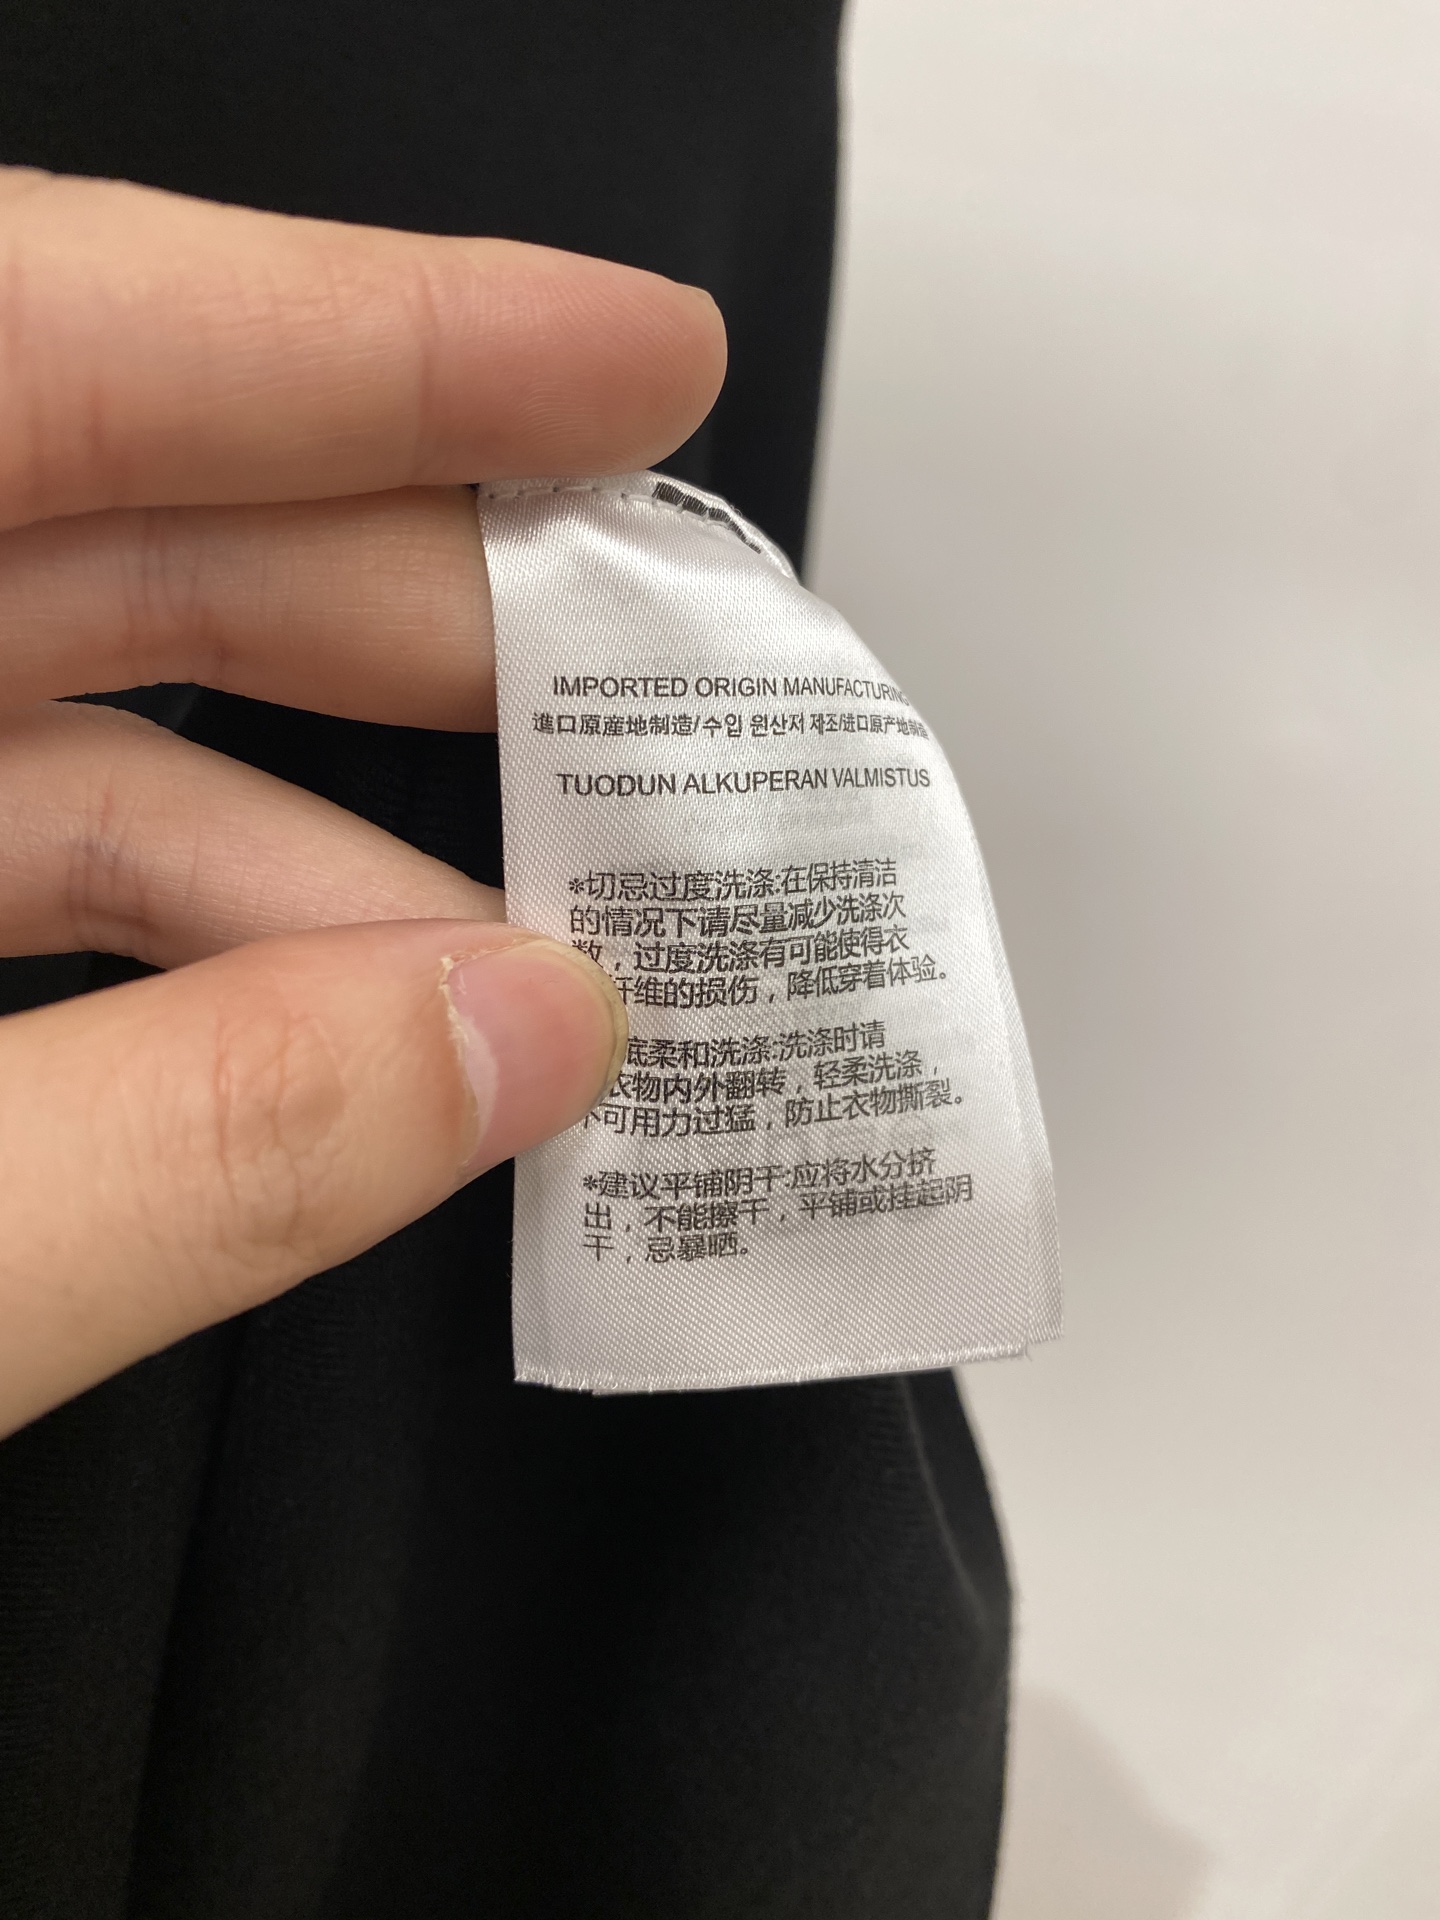 IMPORTED ORIGIN MANUFACTURING
進口原産地制造/수입 원산지 제조/进口原产地制造
TUODUN ALKUPERAN VALMISTUS
*切忌过度洗涤:在保持清洁
的情况下请尽量减少洗涤次
数，过度洗涤有可能使得衣
纤维的损伤，降低穿着体验。
底柔和洗涤:洗涤时请
衣物内外翻转，轻柔洗涤，
不可用力过猛，防止衣物撕裂。
*建议平铺阴干:应将水分挤
出，不能擦干，平铺或挂起阴
干，忌暴晒。